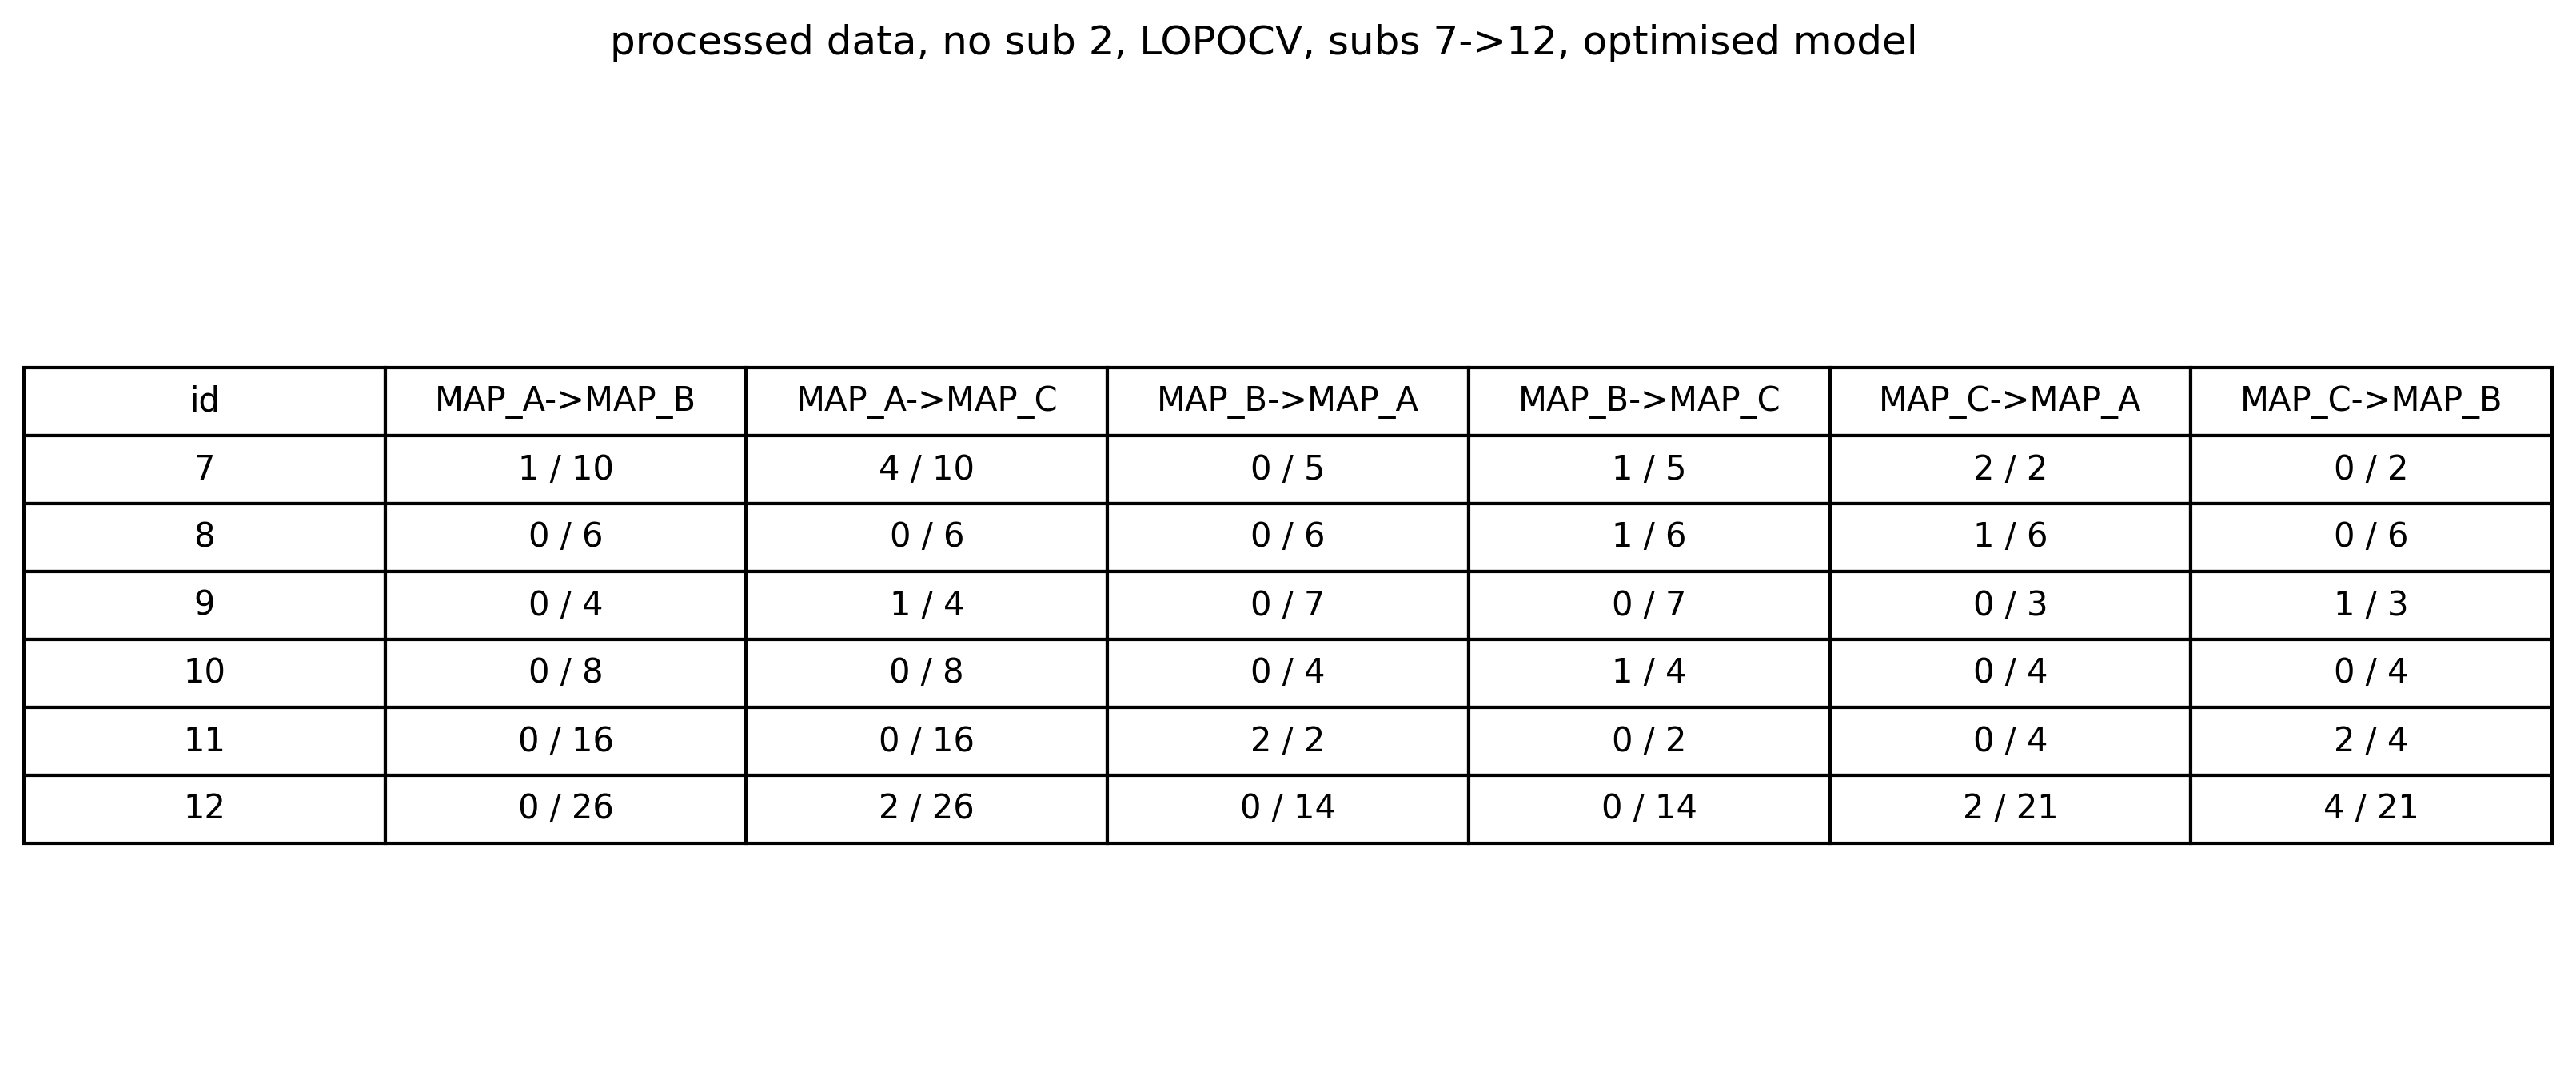 processed data, no sub 2, LOPOCV, subs 7->12, optimised model
id MAP_A->MAP_B MAP_A->MAP_C MAP_B->MAP_A MAP_B->MAP_C MAP_C->MAP_A MAP_C->MAP_B
7 1 / 10 4 / 10 0 / 5 1 / 5 2 / 2 0 / 2
8 0 / 6 0 / 6 0 / 6 1 / 6 1 / 6 0 / 6
9 0 / 4 1 / 4 0 / 7 0 / 7 0 / 3 1 / 3
10 0 / 8 0 / 8 0 / 4 1 / 4 0 / 4 0 / 4
11 0 / 16 0 / 16 2 / 2 0 / 2 0 / 4 2 / 4
12 0 / 26 2 / 26 0 / 14 0 / 14 2 / 21 4 / 21